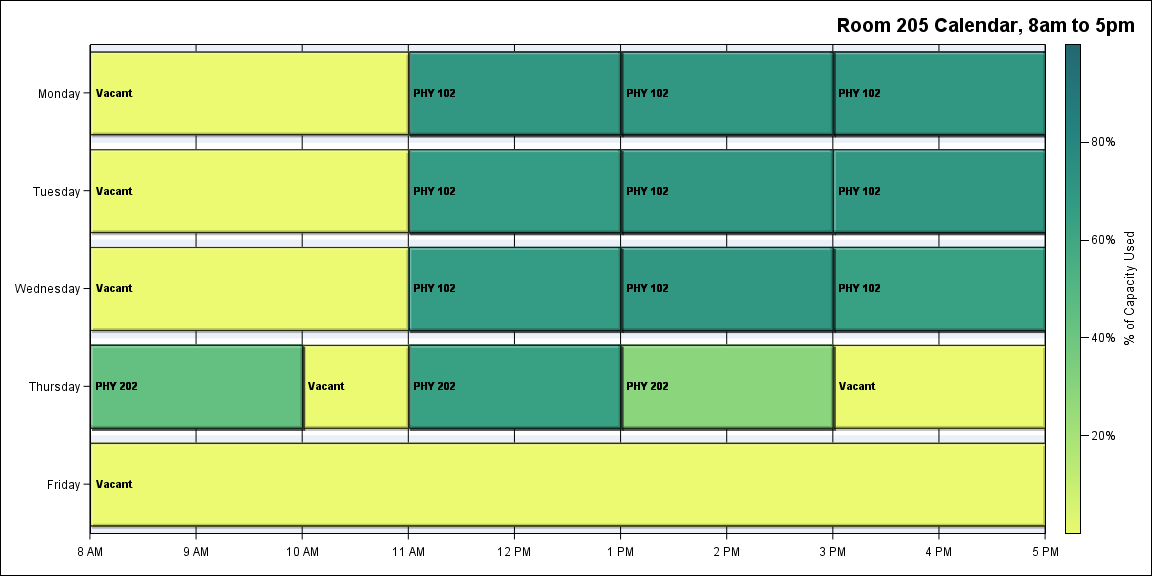 Room 205 Calendar, 8am to 5pm
Monday
Vacant
PHY 102
PHY 102
PHY 102
Tuesday
Vacant
PHY 102
PHY 102
PHY 102
Wednesday
Vacant
PHY 102
PHY 102
PHY 102
Thursday
PHY 202
Vacant
PHY 202
PHY 202
Vacant
Friday
Vacant
8 AM
9 AM
10 AM
11 AM
12 PM
1 PM
2 PM
3 PM
4 PM
5 PM
80%
60%
40%
20%
% of Capacity Used